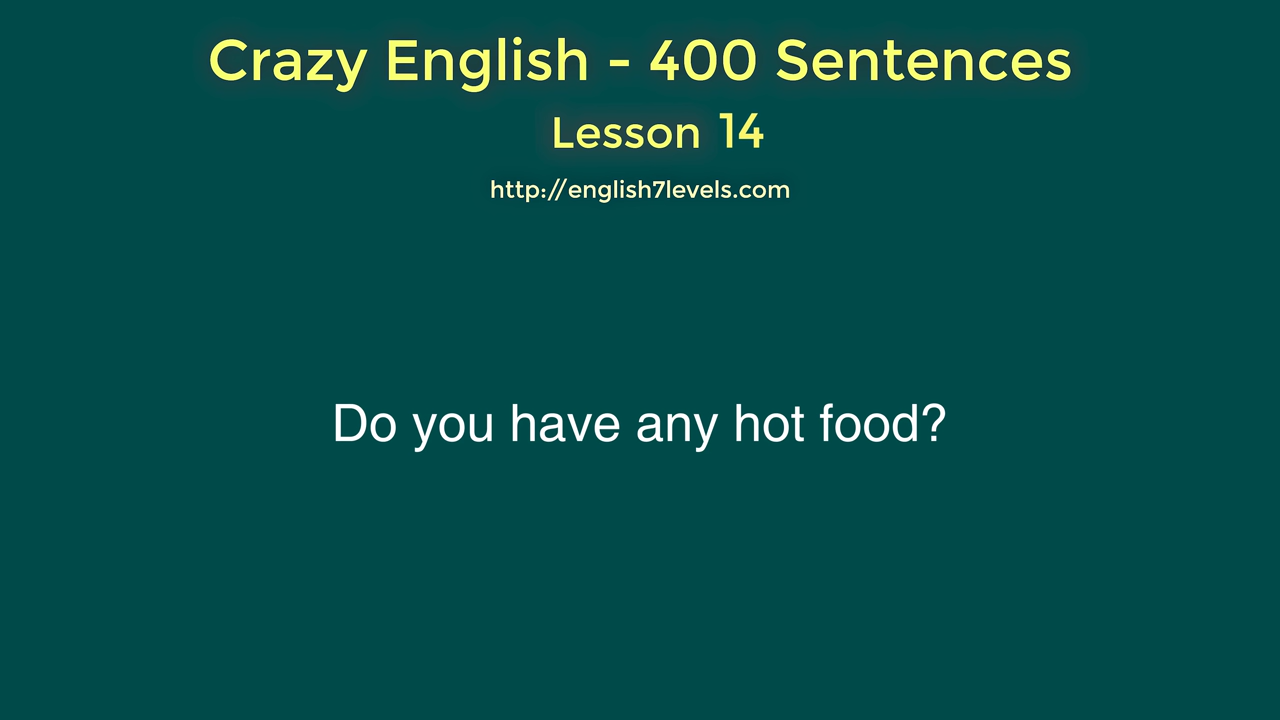 Crazy English - 400 Sentences
Lesson 14
http://english7levels.com
Do you have any hot food?